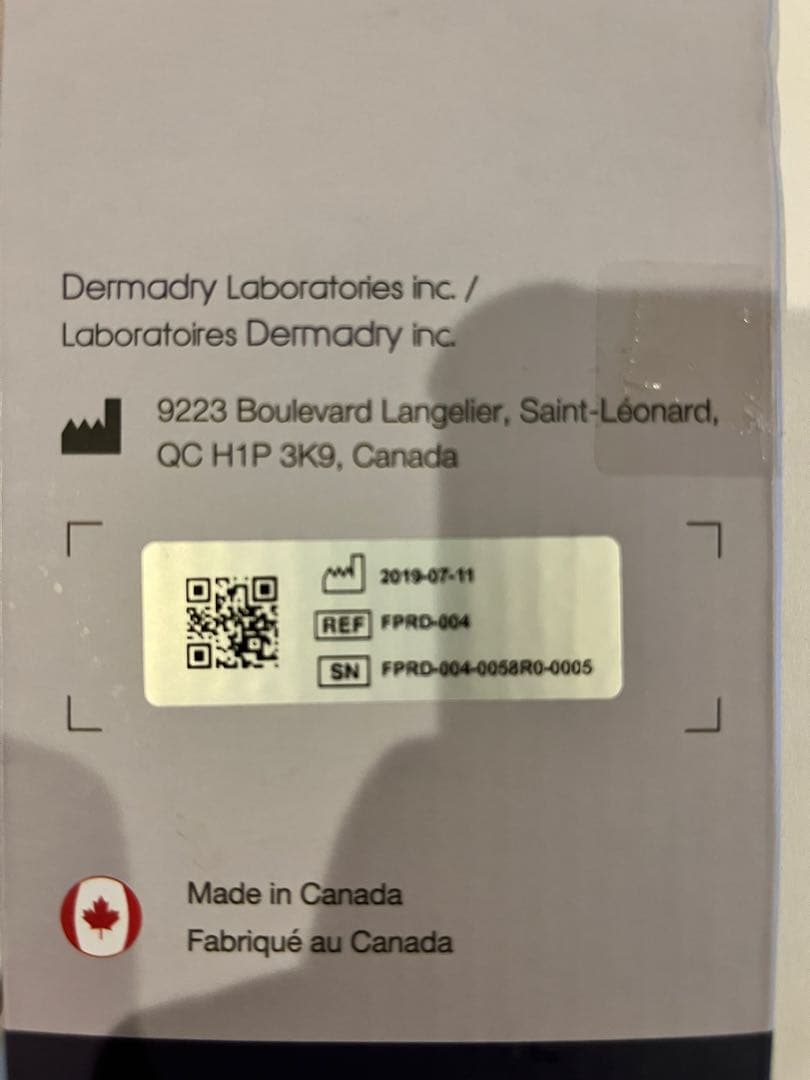 Dermadry Laboratories inc. /
Laboratoires Dermadry inc.
9223 Boulevard Langelier, Saint-Léonard,
QC H1P 3K9, Canada
2019-07-11
REF FPRD-004
SN FPRD-004-0058R0-0005
Made in Canada
Fabriqué au Canada